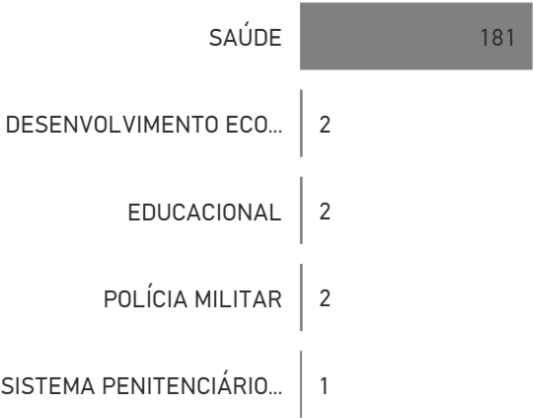 SAÚDE 181
DESENVOLVIMENTO ECO... 2
EDUCACIONAL 2
POLÍCIA MILITAR 2
SISTEMA PENITENCIÁRIO... 1